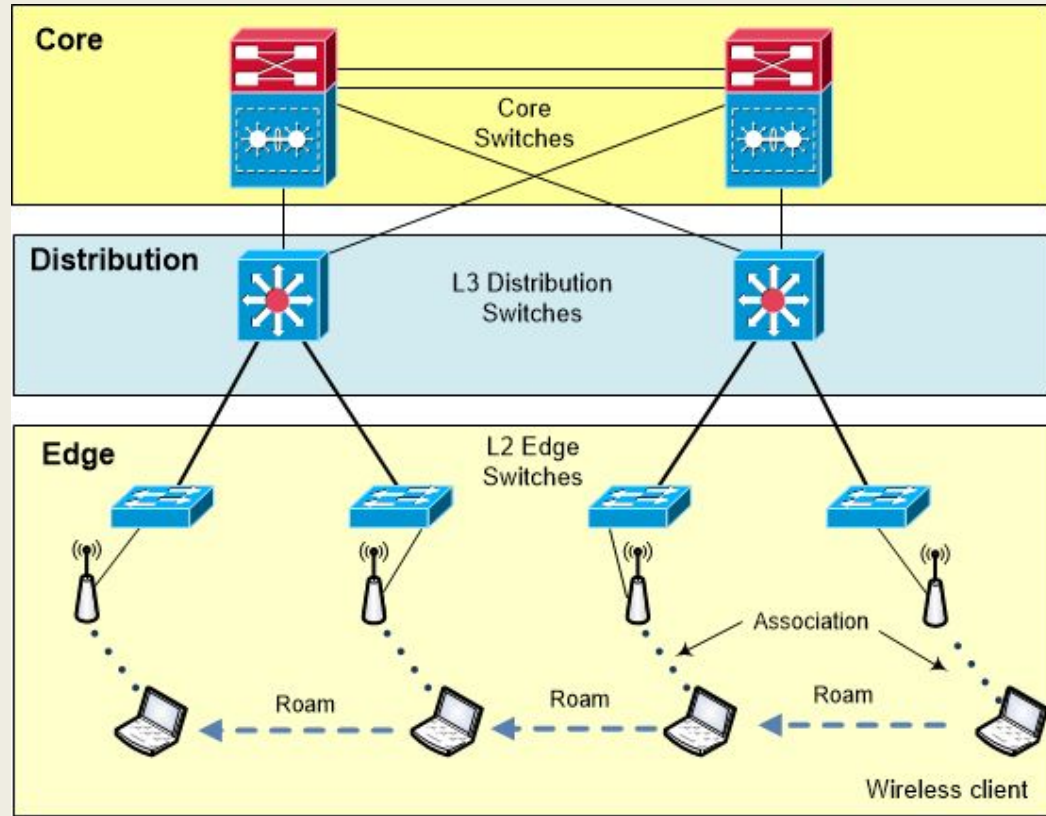 Core
Core
Switches
Distribution
L3 Distribution
Switches
Edge
L2 Edge
Switches
Association
Roam
Roam
Roam
Wireless client